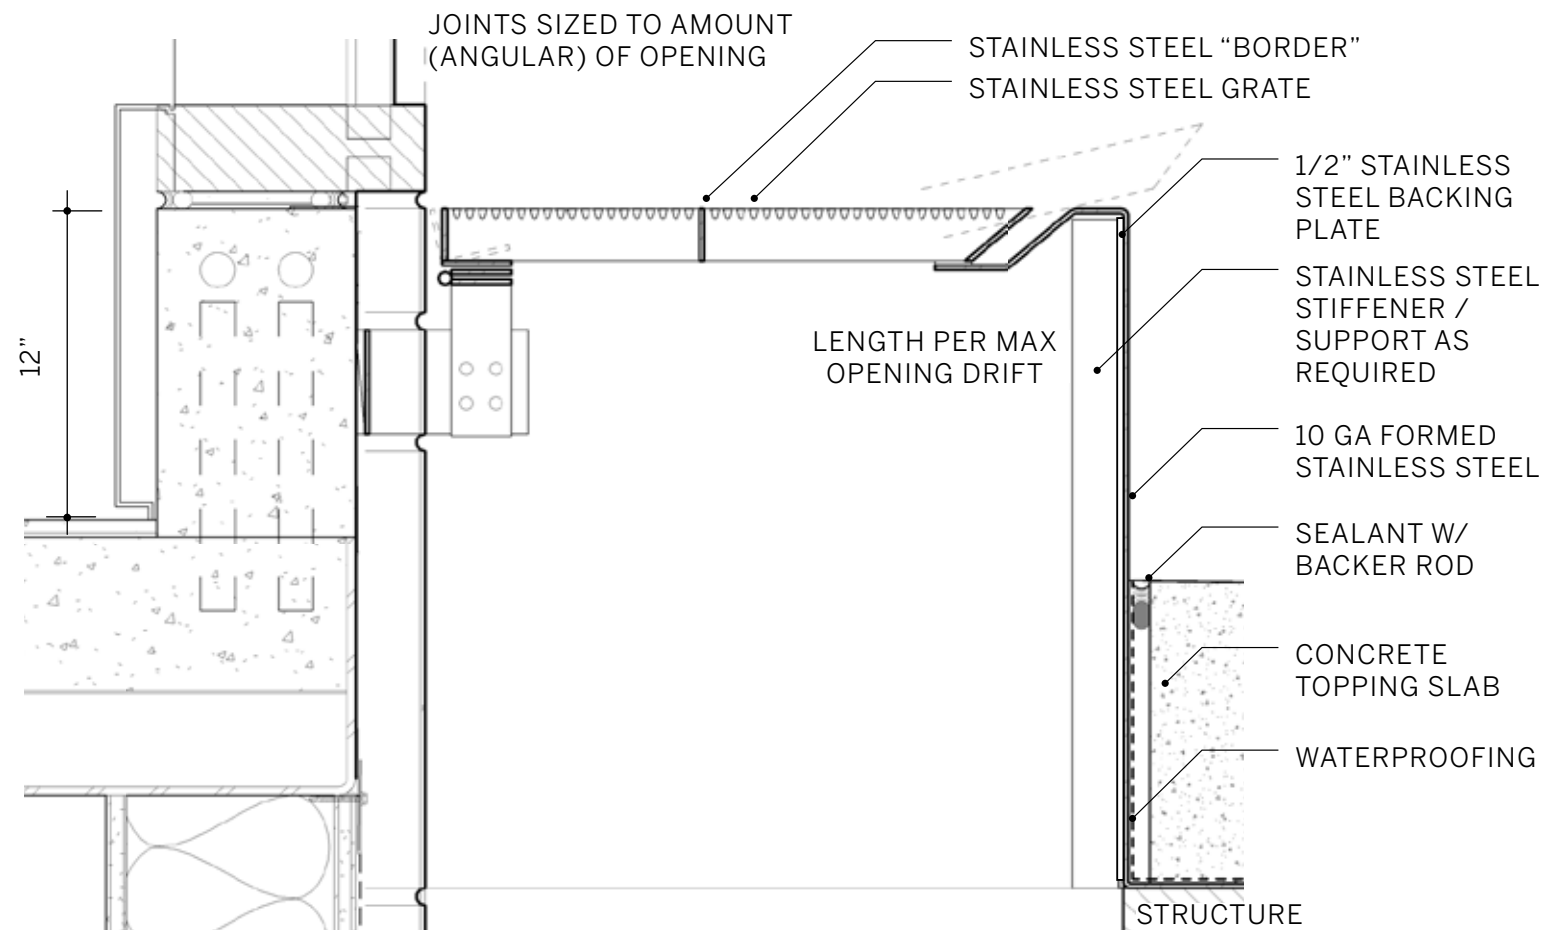 JOINTS SIZED TO AMOUNT
(ANGULAR) OF OPENING
STAINLESS STEEL “BORDER”
STAINLESS STEEL GRATE
1/2” STAINLESS
STEEL BACKING
PLATE
STAINLESS STEEL
STIFFENER /
SUPPORT AS
REQUIRED
LENGTH PER MAX
OPENING DRIFT
12”
10 GA FORMED
STAINLESS STEEL
SEALANT W/
BACKER ROD
CONCRETE
TOPPING SLAB
WATERPROOFING
STRUCTURE